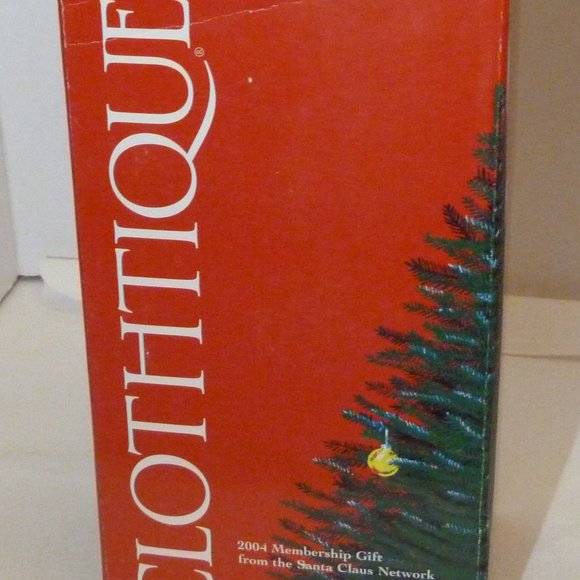 CLOTHTIQUE®
2004 Membership Gift
from the Santa Claus Network